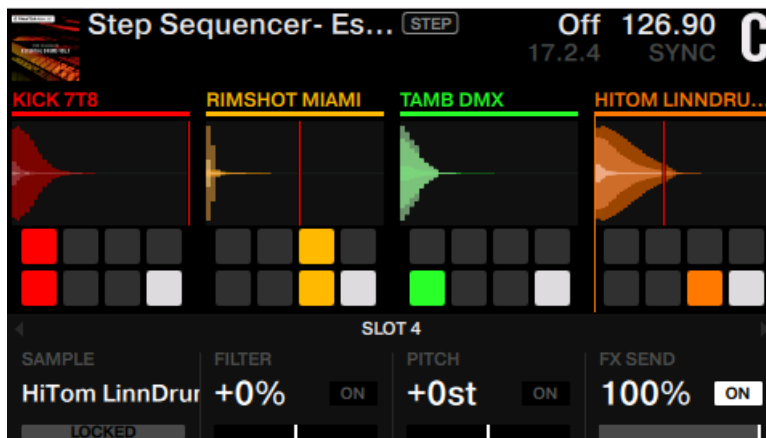 Step Sequencer- Es... STEP Off 126.90 C
17.2.4 SYNC
KICK 7T8 RIMSHOT MIAMI TAMB DMX HITOM LINNDRU...
SLOT 4
SAMPLE FILTER PITCH FX SEND
HiTom LinnDrur +0% ON +0st ON 100% ON
LOCKED